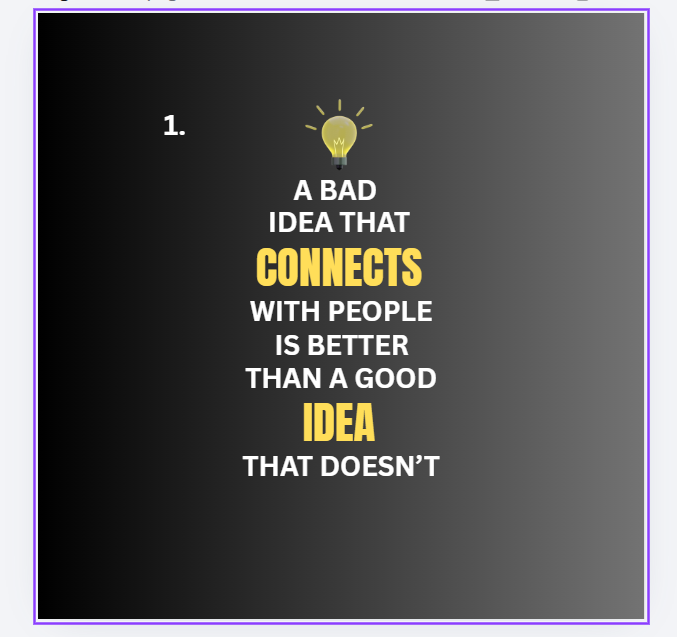 1.
A BAD
IDEA THAT
CONNECTS
WITH PEOPLE
IS BETTER
THAN A GOOD
IDEA
THAT DOESN’T